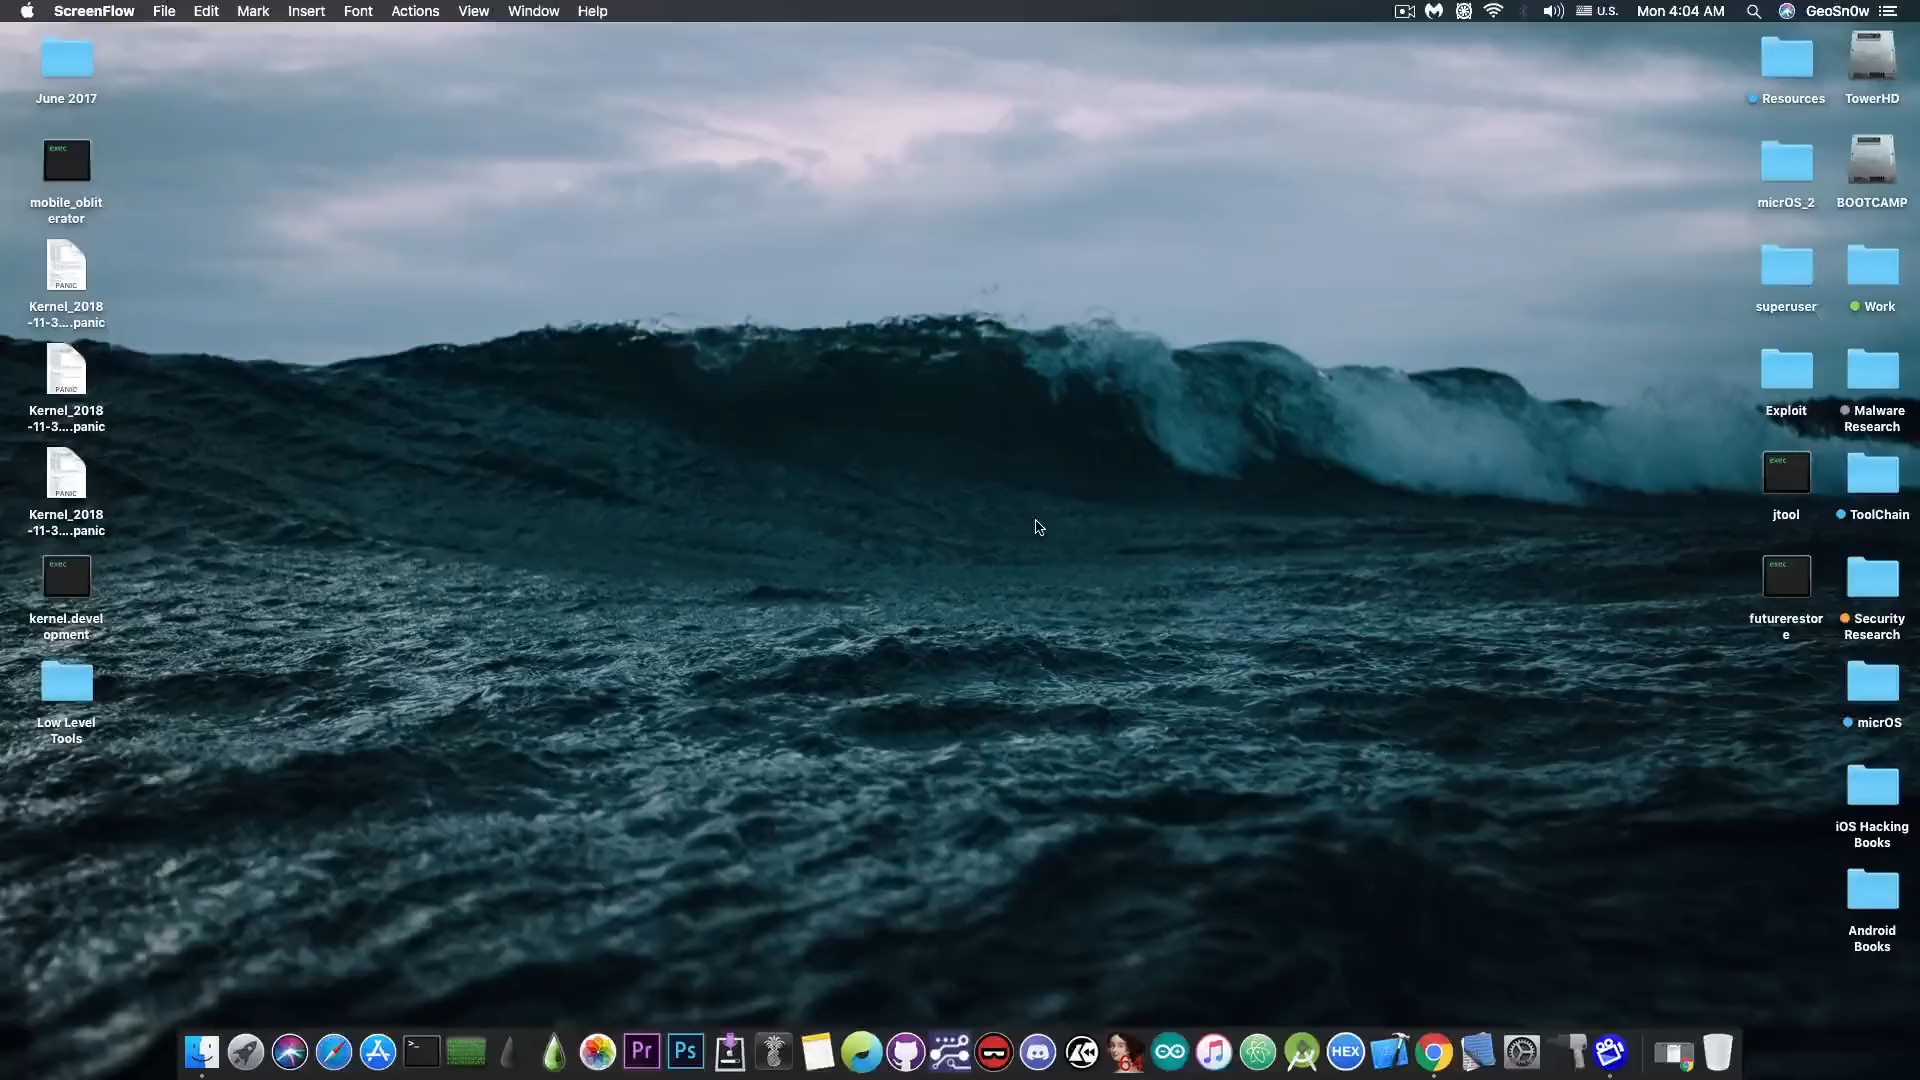 ScreenFlow File Edit Mark Insert Font Actions View Window Help U.S. Mon 4:04 AM GeoSn0w
June 2017
exec
mobile_oblit
erator
PANIC
Kernel_2018
-11-3....panic
PANIC
Kernel_2018
-11-3....panic
PANIC
Kernel_2018
-11-3....panic
exec
kernel.devel
opment
Low Level
Tools
Resources
micrOS_2
superuser
Exploit
exec
jtool
exec
futurerestor
e
TowerHD
BOOTCAMP
Work
Malware
Research
ToolChain
Security
Research
micrOS
iOS Hacking
Books
Android
Books
>_
Pr
Ps
64
HEX